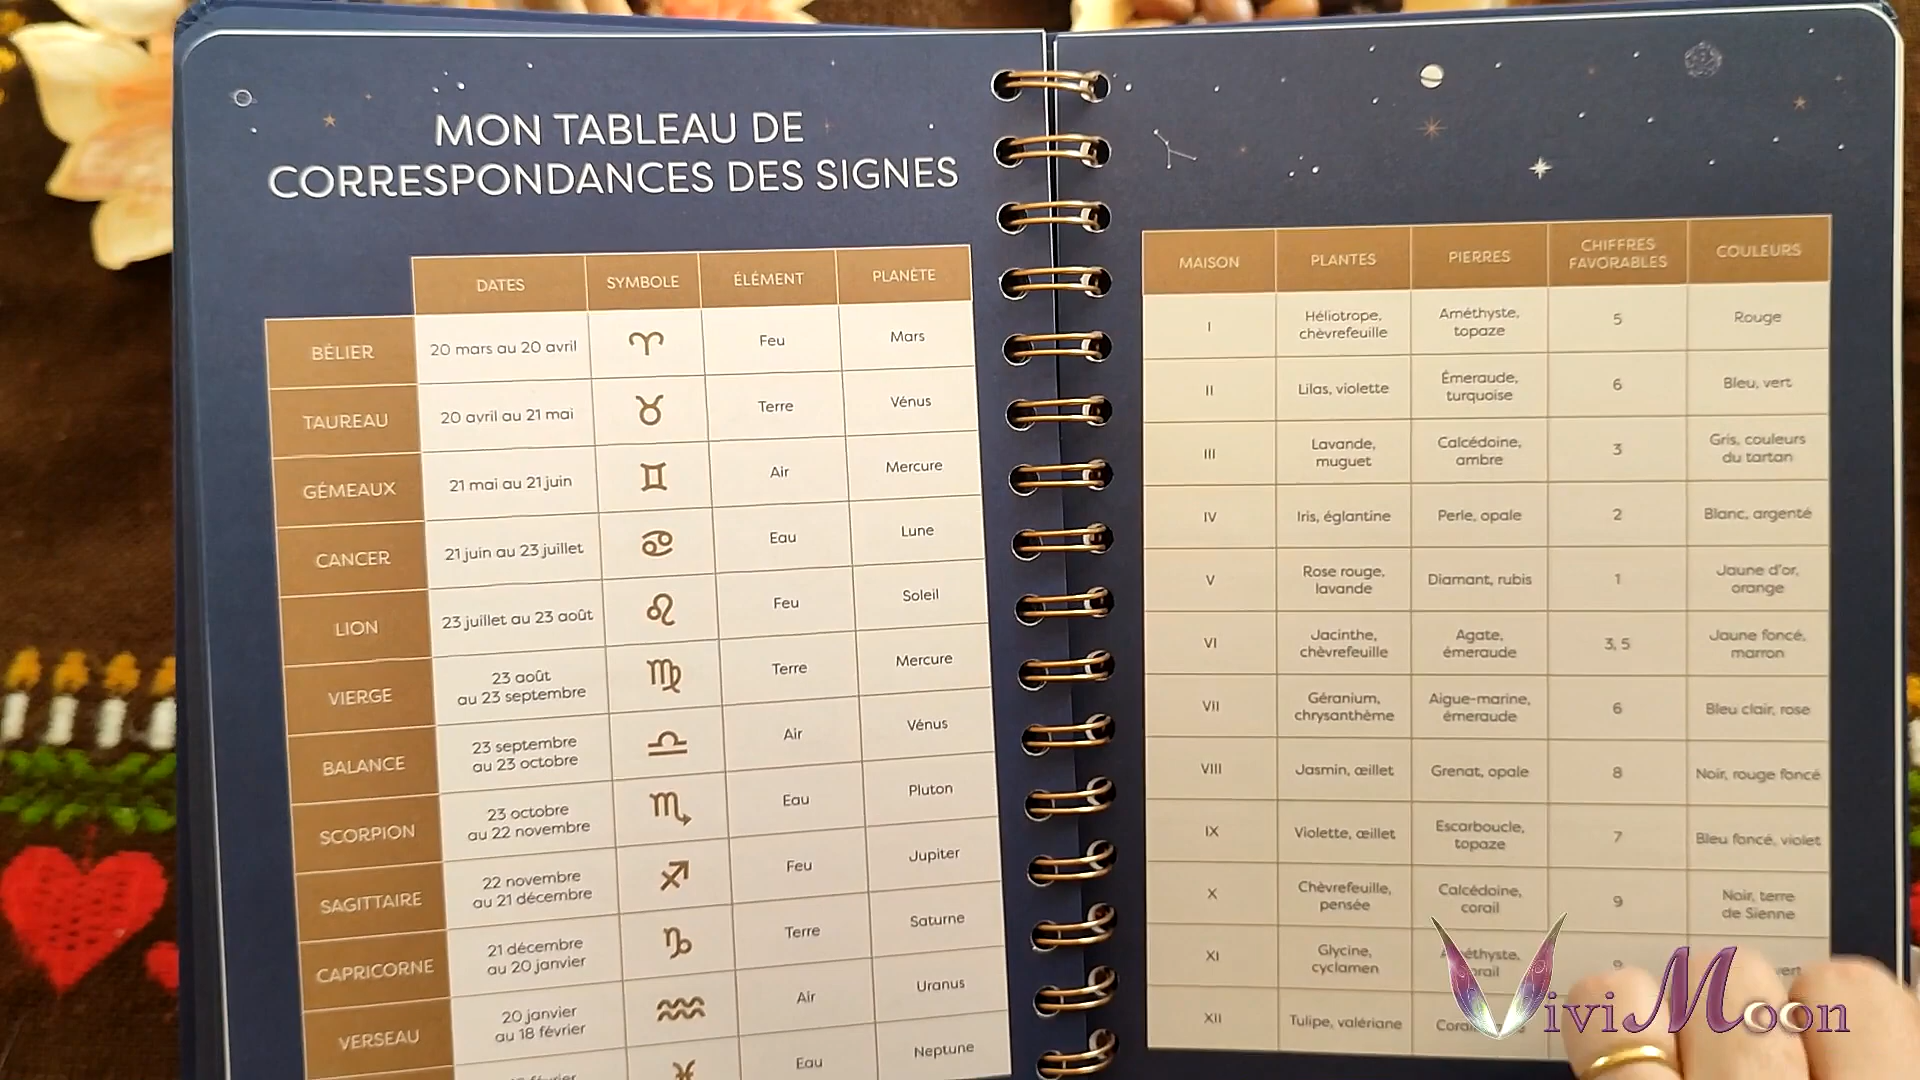 MON TABLEAU DE
CORRESPONDANCES DES SIGNES
DATES SYMBOLE ÉLÉMENT PLANÈTE
BÉLIER 20 mars au 20 avril ♈ Feu Mars
TAUREAU 20 avril au 21 mai ♉ Terre Vénus
GÉMEAUX 21 mai au 21 juin ♊ Air Mercure
CANCER 21 juin au 23 juillet ♋ Eau Lune
LION 23 juillet au 23 août ♌ Feu Soleil
VIERGE 23 août
au 23 septembre ♍ Terre Mercure
BALANCE 23 septembre
au 23 octobre ♎ Air Vénus
SCORPION 23 octobre
au 22 novembre ♏ Eau Pluton
SAGITTAIRE 22 novembre
au 21 décembre ♐ Feu Jupiter
CAPRICORNE 21 décembre
au 20 janvier ♑ Terre Saturne
VERSEAU 20 janvier
au 18 février ♒ Air Uranus
février ♓ Eau Neptune
MAISON PLANTES PIERRES CHIFFRES
FAVORABLES COULEURS
I Héliotrope,
chèvrefeuille Améthyste,
topaze 5 Rouge
II Lilas, violette Émeraude,
turquoise 6 Bleu, vert
III Lavande,
muguet Calcédoine,
ambre 3 Gris, couleurs
du tartan
IV Iris, églantine Perle, opale 2 Blanc, argenté
V Rose rouge,
lavande Diamant, rubis 1 Jaune d'or,
orange
VI Jacinthe,
chèvrefeuille Agate,
émeraude 3, 5 Jaune foncé,
marron
VII Géranium,
chrysanthème Aigue-marine,
émeraude 6 Bleu clair, rose
VIII Jasmin, œillet Grenat, opale 8 Noir, rouge foncé
IX Violette, œillet Escarboucle,
topaze 7 Bleu foncé, violet
X Chèvrefeuille,
pensée Calcédoine,
corail 9 Noir, terre
de Sienne
XI Glycine,
cyclamen Améthyste,
corail vert
XII Tulipe, valériane
ViviMoon